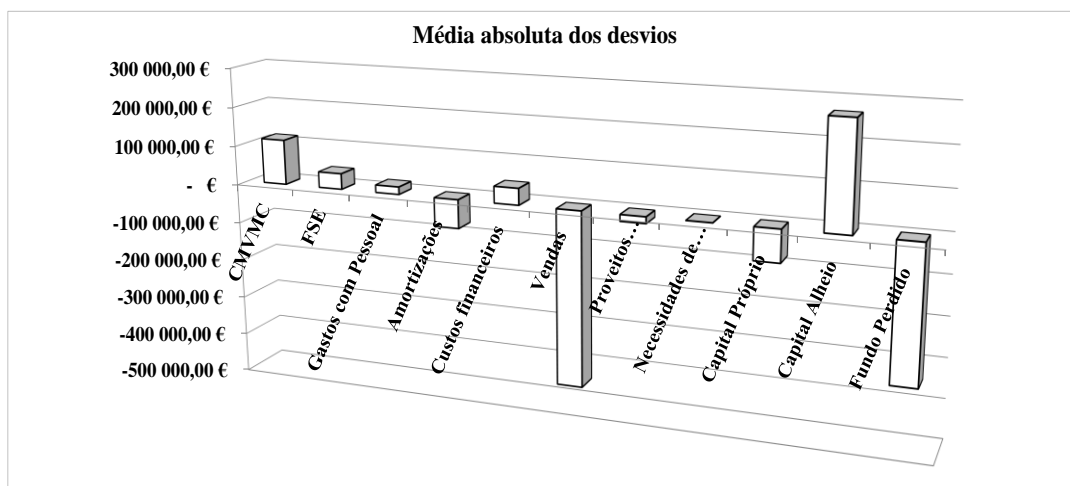 Média absoluta dos desvios
300 000,00 €
200 000,00 €
100 000,00 €
- €
-100 000,00 €
-200 000,00 €
-300 000,00 €
-400 000,00 €
-500 000,00 €
CMVMC
FSE
Gastos com Pessoal
Amortizações
Custos financeiros
Vendas
Proveitos…
Necessidades de…
Capital Próprio
Capital Alheio
Fundo Perdido